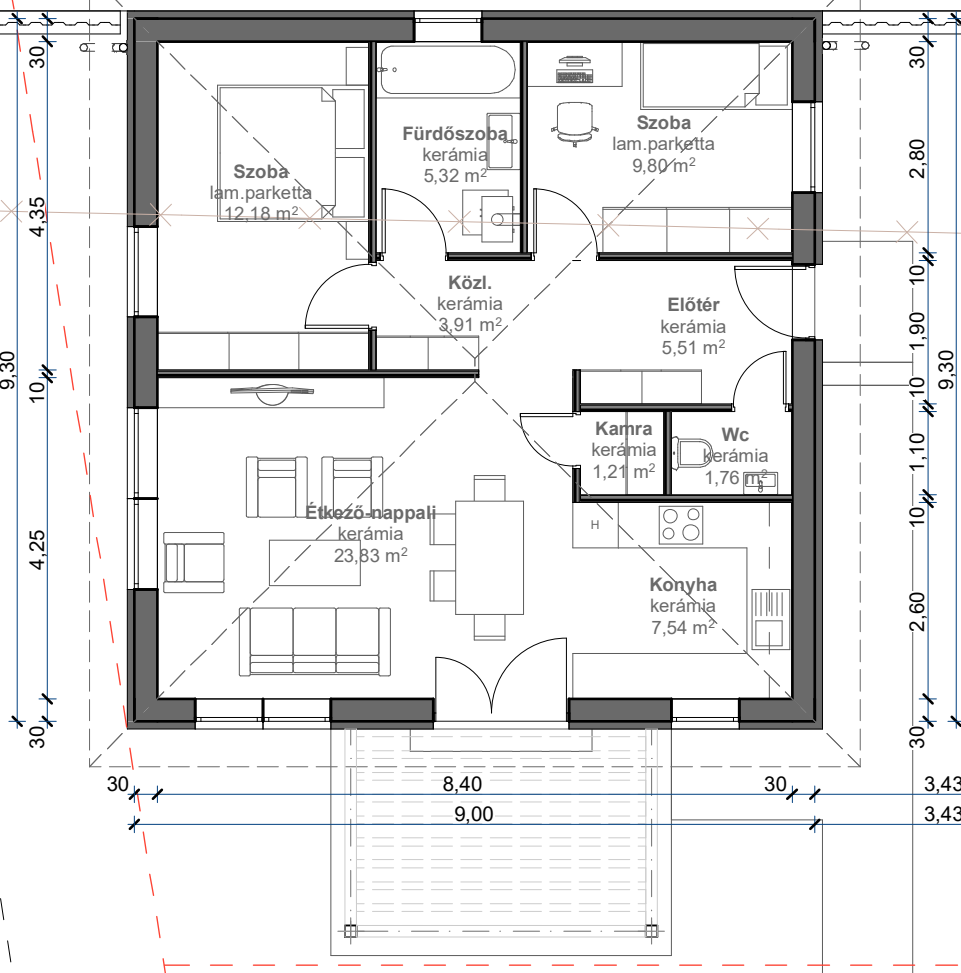 Szoba
lam.parketta
12,18 m²
Fürdőszoba
kerámia
5,32 m²
Szoba
lam.parketta
9,80 m²
Közl.
kerámia
3,91 m²
Előtér
kerámia
5,51 m²
Kamra
kerámia
1,21 m²
Wc
kerámia
1,76 m²
Étkező-nappali
kerámia
23,83 m²
H
Konyha
kerámia
7,54 m²
30
4,35
10
4,25
30
9,30
30
2,80
10
1,90
10
1,10
10
2,60
30
9,30
30
8,40
30
3,43
9,00
3,43